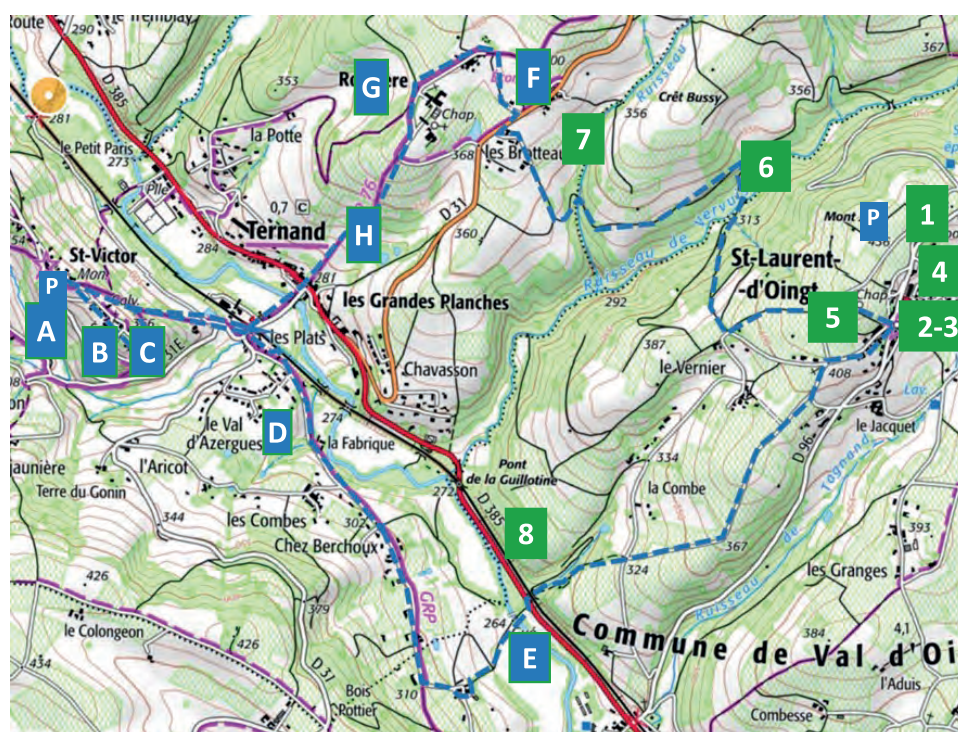 Route
290
le Tremblay
D 385
281
le Petit Paris
273
Pile
353
la Potte
G
Chap.
F
368
les Brotteau
7
Ruisseau
356
Crêt Bussy
356
367
6
313
Mont
P
1
4
0,7 C
Ternand
284
H
D 31
360
281
54
St-Victor
Mon.
P
A
B
C
les Plats
les Grandes Planches
Ruisseau de Vervu
292
St-Laurent-
-d'Oingt
Chap.
5
2-3
387
le Vernier
408
Lav.
le Jacquet
Chavasson
274
le Val
d'Azergues
D
la Fabrique
l'Aricot
Terre du Gonin
344
les Combes
302
Chez Berchoux
272
Pont
de la Guillotine
D 385
8
334
la Combe
D 96
Ruisseau de Tognand
367
324
393
les Granges
426
le Colongeon
379
426
434
D 31
GRP
264
E
310
Bois
Rottier
Commune de Val d'Oi
384
4,1
l'Aduis
Combesse